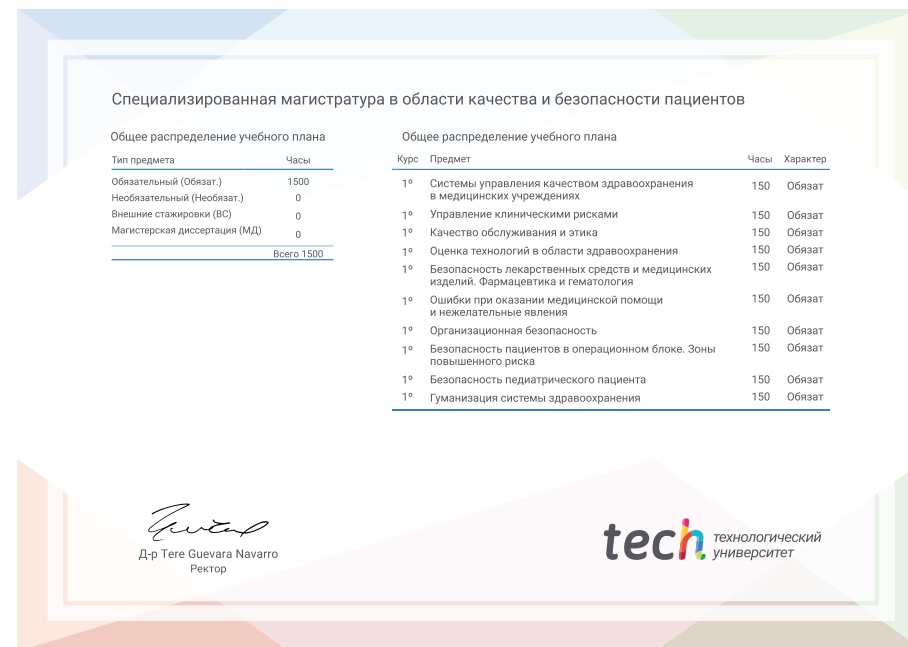 Специализированная магистратура в области качества и безопасности пациентов
Общее распределение учебного плана
Тип предмета Часы
Обязательный (Обязат.) 1500
Необязательный (Необязат.) 0
Внешние стажировки (ВС) 0
Магистерская диссертация (МД) 0
Всего 1500
Общее распределение учебного плана
Курс Предмет Часы Характер
1º Системы управления качеством здравоохранения 150 Обязат
в медицинских учреждениях
1º Управление клиническими рисками 150 Обязат
1º Качество обслуживания и этика 150 Обязат
1º Оценка технологий в области здравоохранения 150 Обязат
1º Безопасность лекарственных средств и медицинских 150 Обязат
изделий. Фармацевтика и гематология
1º Ошибки при оказании медицинской помощи 150 Обязат
и нежелательные явления
1º Организационная безопасность 150 Обязат
1º Безопасность пациентов в операционном блоке. Зоны 150 Обязат
повышенного риска
1º Безопасность педиатрического пациента 150 Обязат
1º Гуманизация системы здравоохранения 150 Обязат
Д-р Tere Guevara Navarro
Ректор
tech технологический
университет